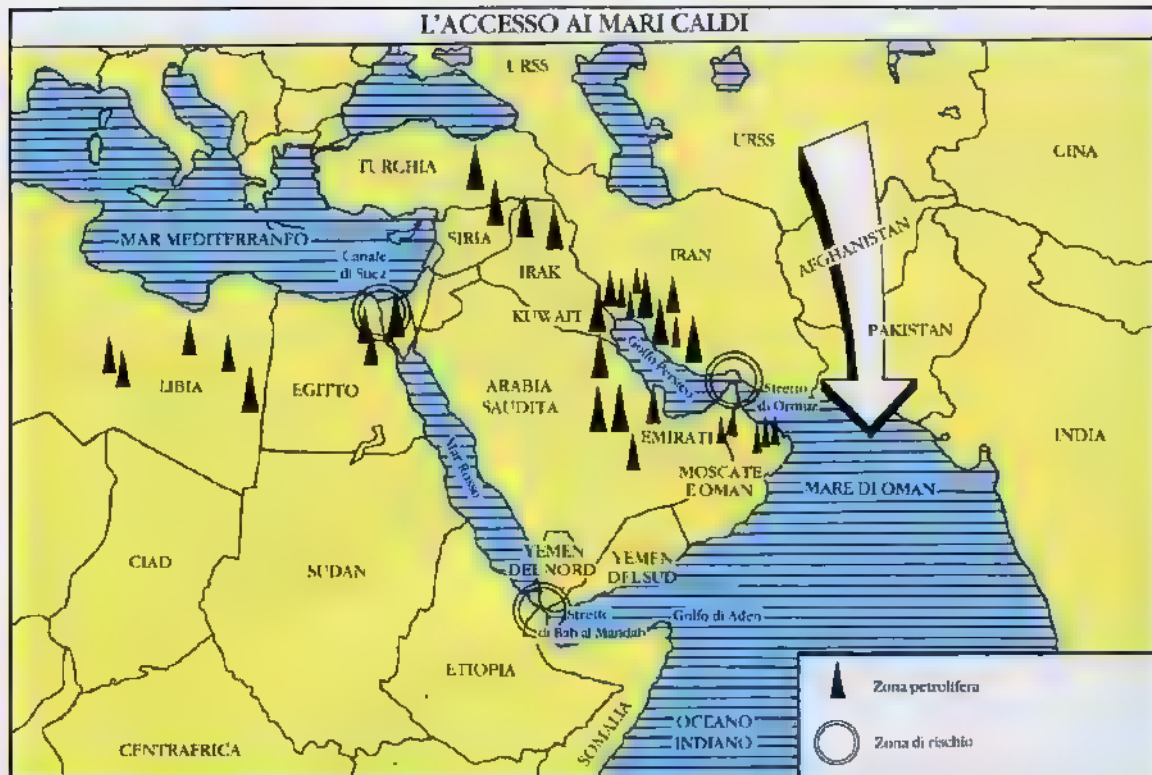 L'ACCESSO AI MARI CALDI
URSS
URSS
CINA
TURCHIA
MAR MEDITERRANEO
SIRIA
AFGHANISTAN
Canale
di Suez
IRAK
IRAN
KUWAIT
PAKISTAN
LIBIA
EGITTO
ARABIA
SAUDITA
Golfo Persico
Stretto
di Ormuz
EMIRATI
INDIA
Mar Rosso
MOSCATE
E OMAN
MARE DI OMAN
CIAD
SUDAN
YEMEN
DEL NORD
YEMEN
DEL SUD
Stretto
di Bab al Mandab
Golfo di Aden
ETIOPIA
SOMALIA
OCEANO
INDIANO
CENTRAFRICA
Zona petrolifera
Zona di rischio